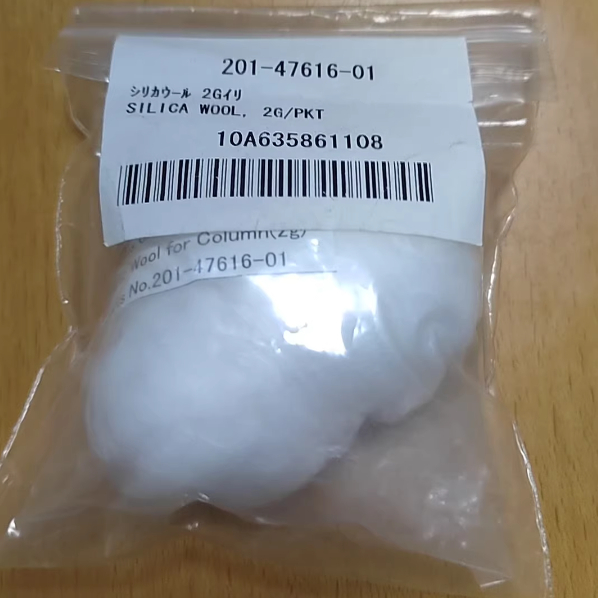 201-47616-01
シリカウール 2Gイリ
SILICA WOOL, 2G/PKT
10A635861108
Wool for Column(2g)
No.201-47616-01